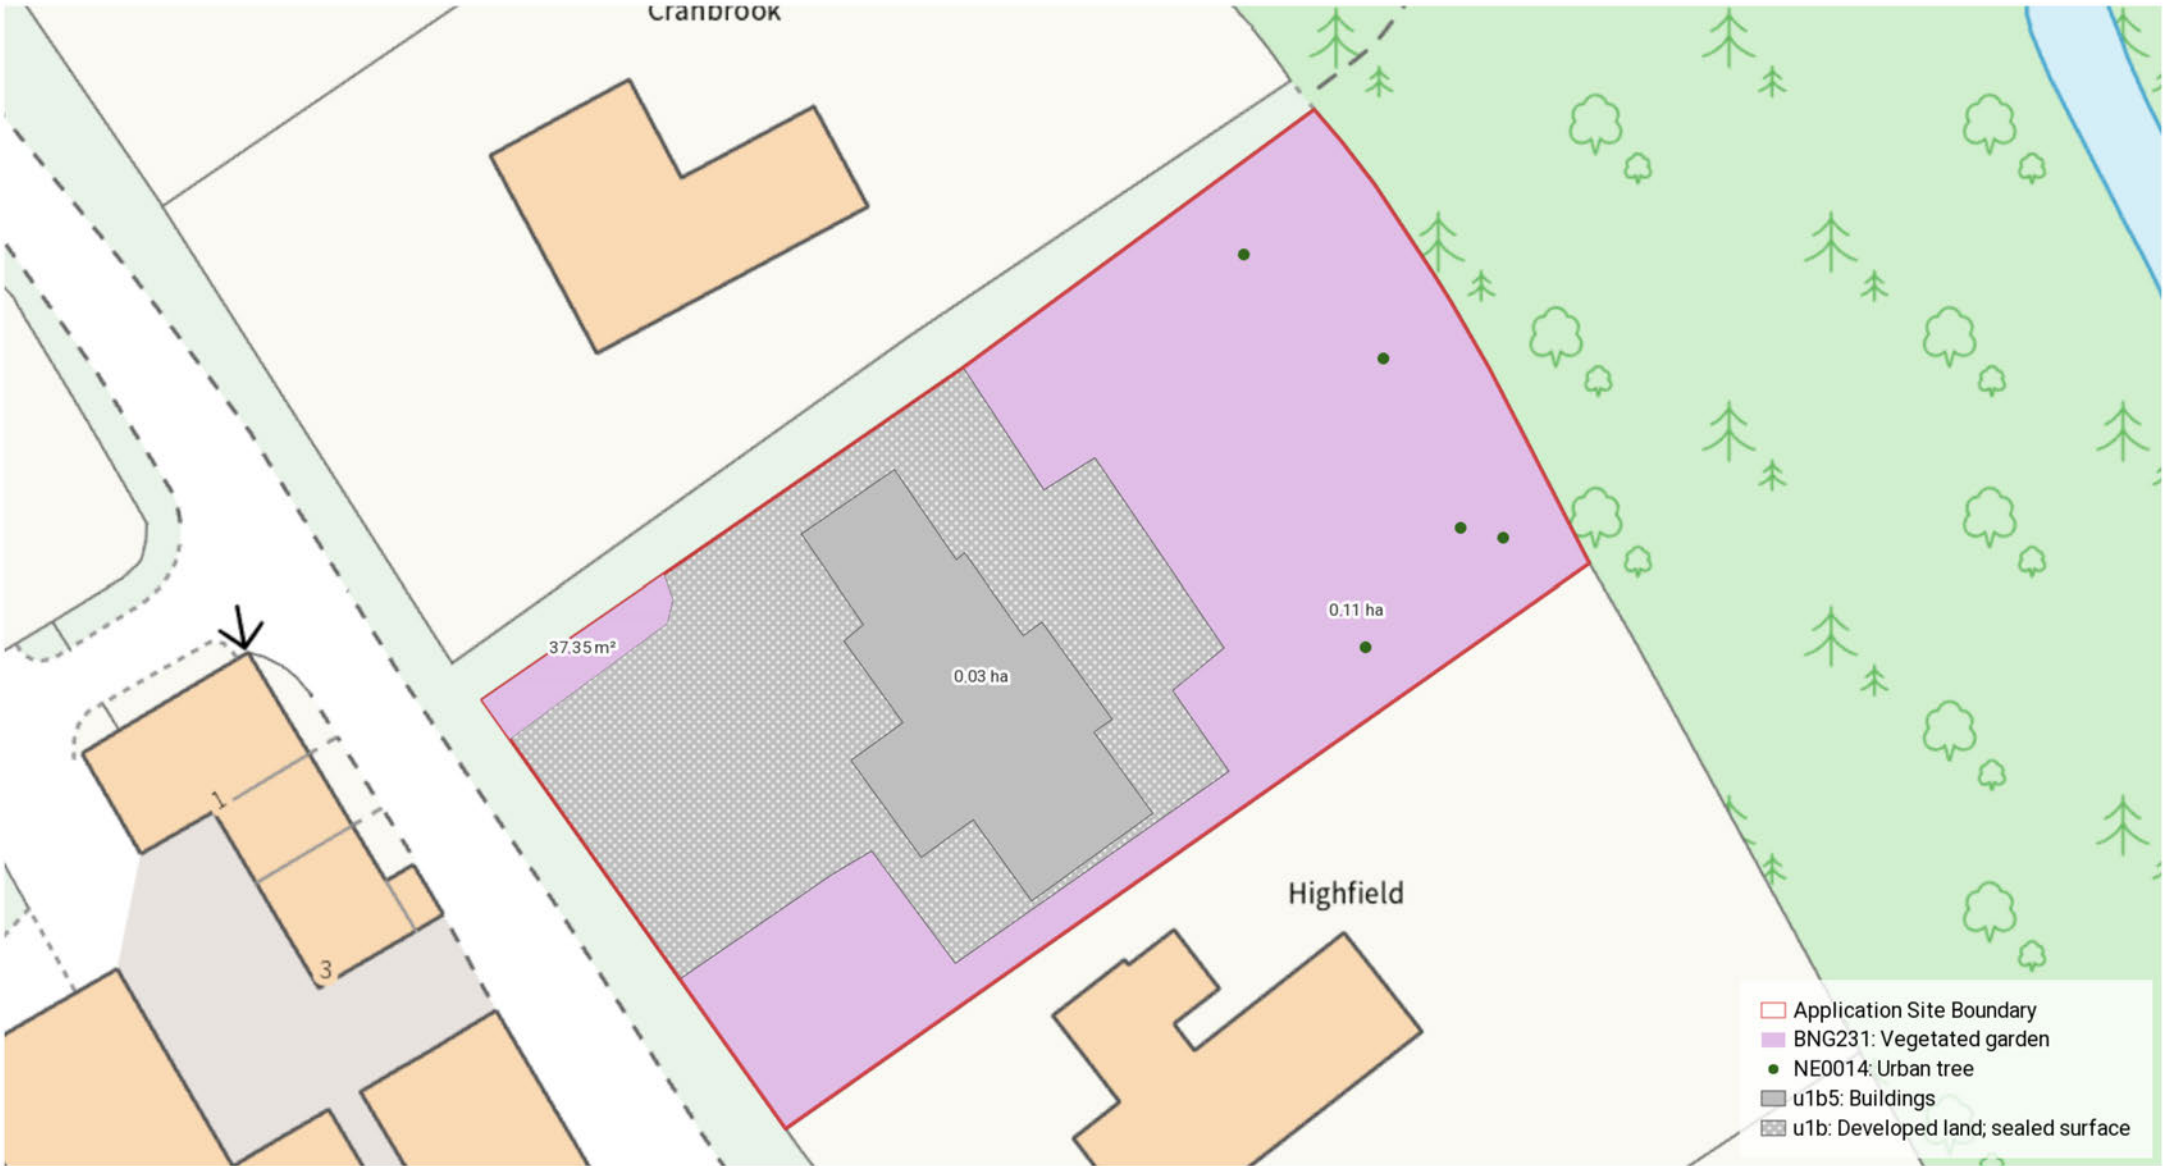 Cranbrook
37.35 m²
0.03 ha
0.11 ha
1
3
Highfield
Application Site Boundary
BNG231: Vegetated garden
NE0014: Urban tree
u1b5: Buildings
u1b: Developed land; sealed surface